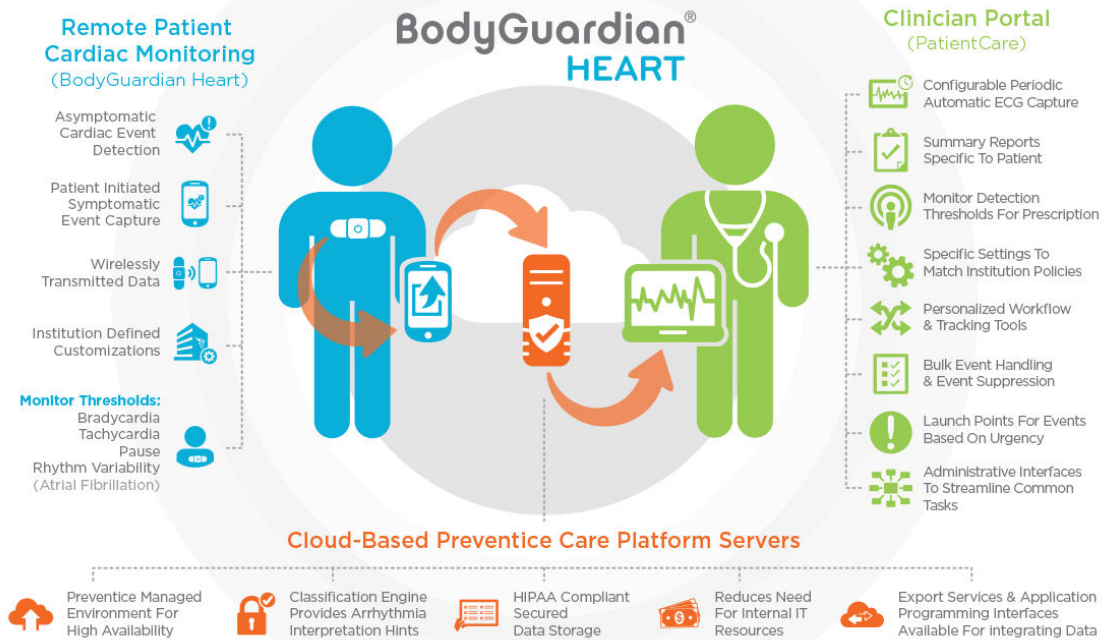 BodyGuardian®
HEART
Remote Patient
Cardiac Monitoring
(BodyGuardian Heart)
Asymptomatic
Cardiac Event
Detection
Patient Initiated
Symptomatic
Event Capture
Wirelessly
Transmitted Data
Institution Defined
Customizations
Monitor Thresholds:
Bradycardia
Tachycardia
Pause
Rhythm Variability
(Atrial Fibrillation)
Clinician Portal
(PatientCare)
Configurable Periodic
Automatic ECG Capture
Summary Reports
Specific To Patient
Monitor Detection
Thresholds For Prescription
Specific Settings To
Match Institution Policies
Personalized Workflow
& Tracking Tools
Bulk Event Handling
& Event Suppression
Launch Points For Events
Based On Urgency
Administrative Interfaces
To Streamline Common
Tasks
Cloud-Based Preventice Care Platform Servers
Preventice Managed
Environment For
High Availability
Classification Engine
Provides Arrhythmia
Interpretation Hints
HIPAA Compliant
Secured
Data Storage
Reduces Need
For Internal IT
Resources
Export Services & Application
Programming Interfaces
Available For Integrating Data